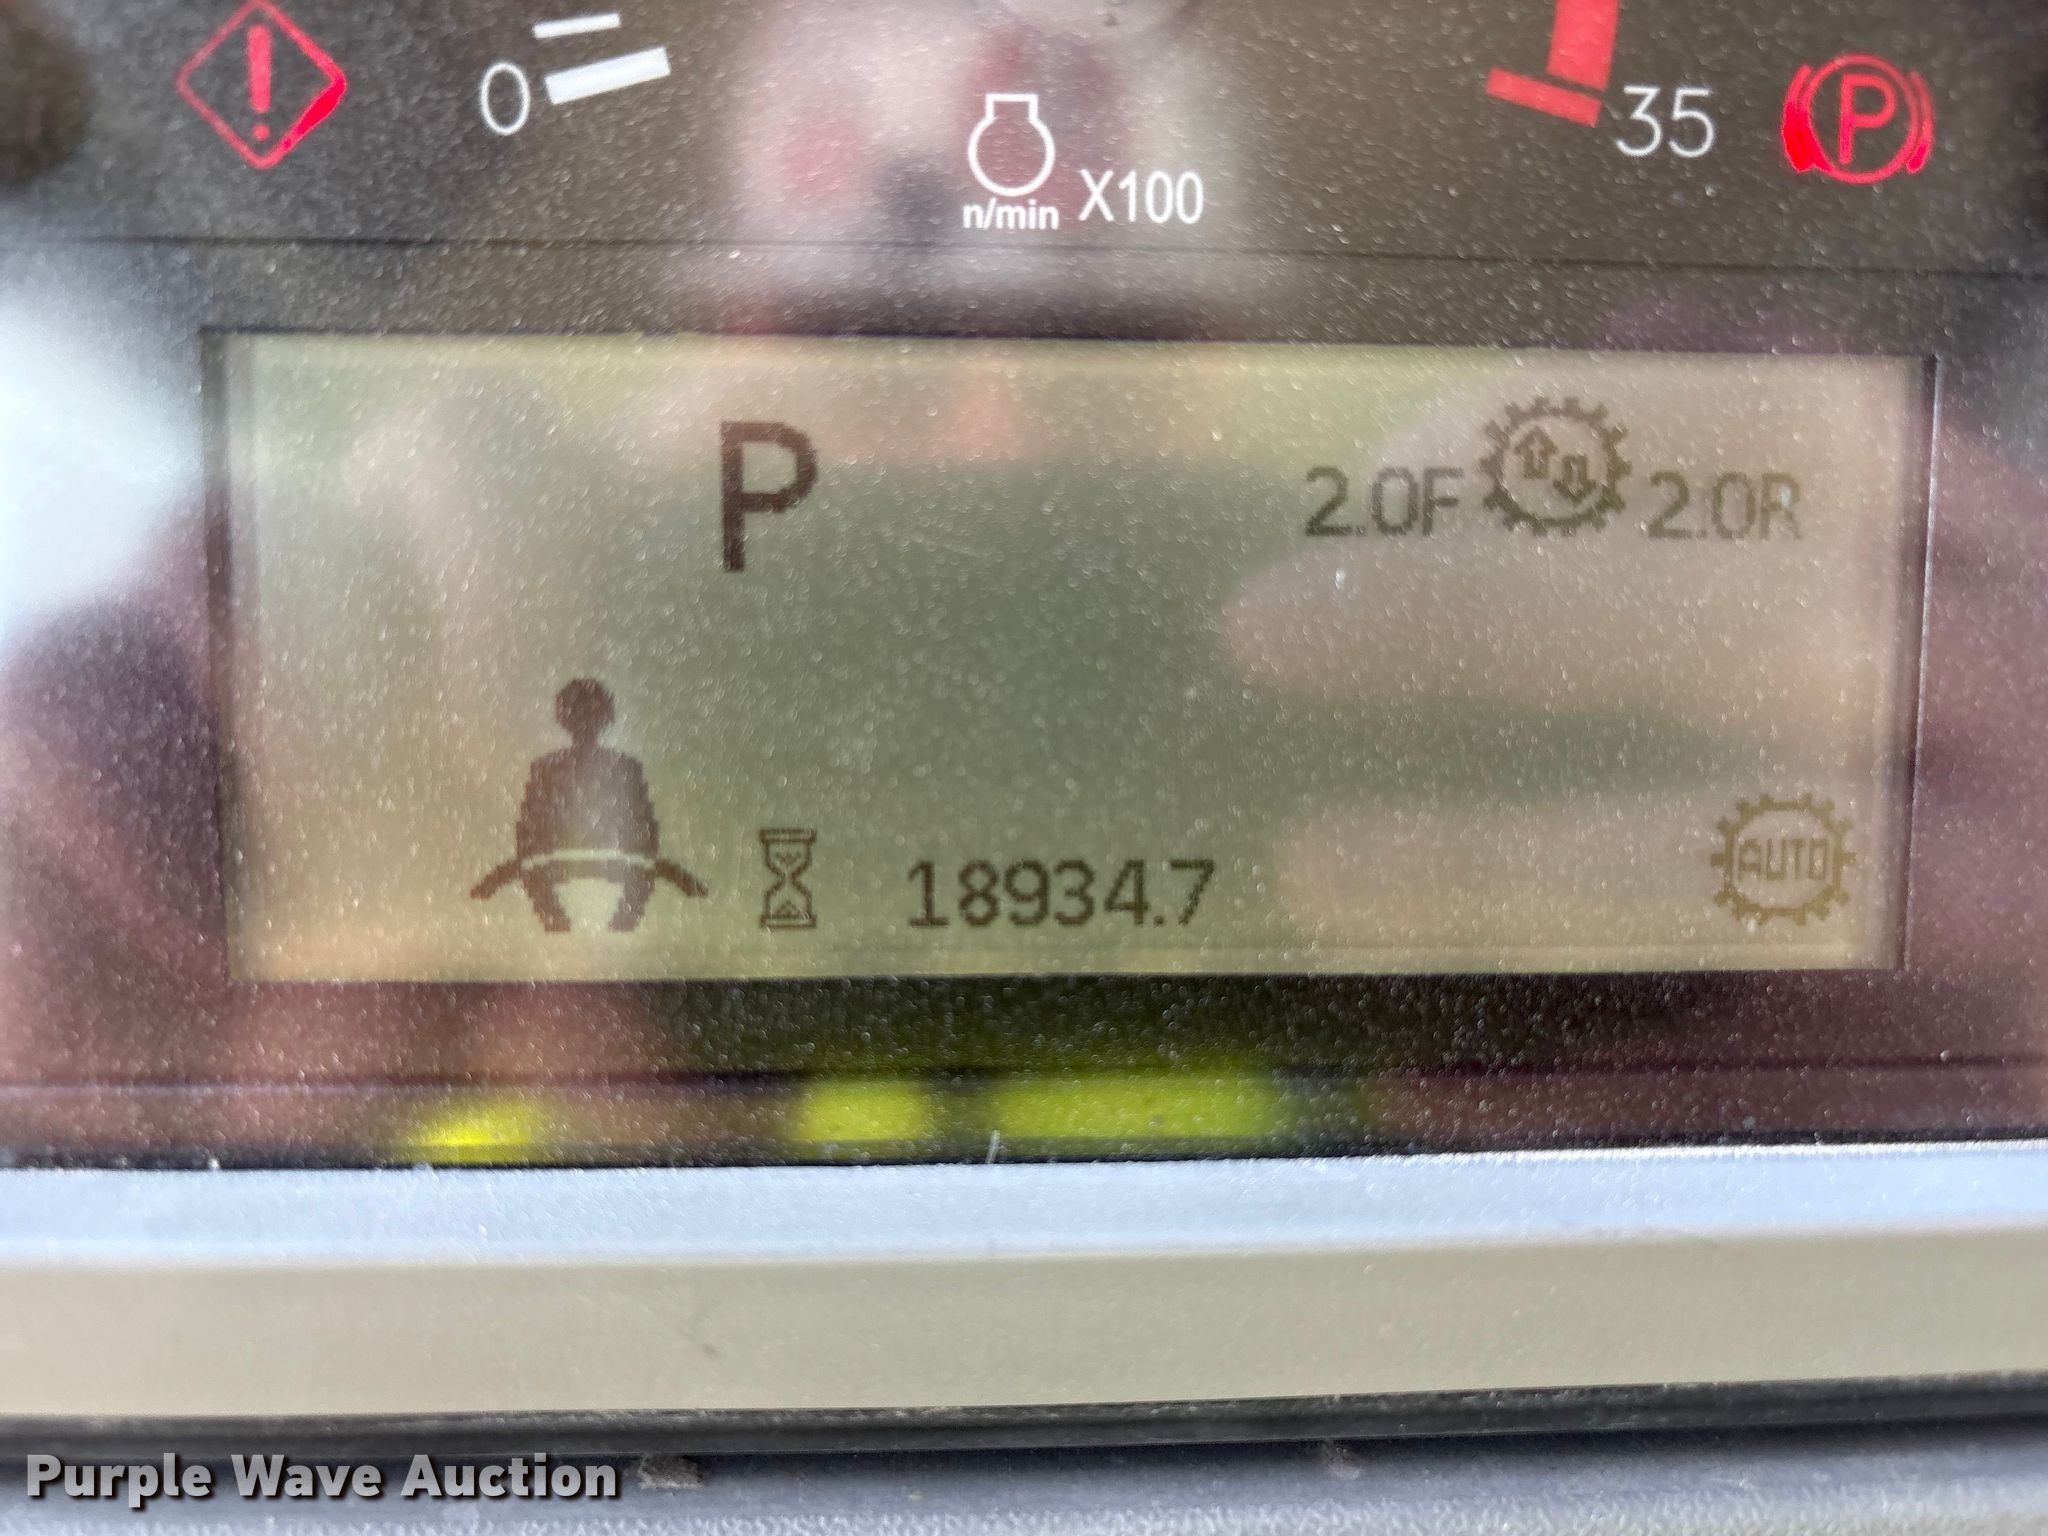 0
35
P
n/min X100
P
2.0F 2.0R
18934.7
AUTO
Purple Wave Auction